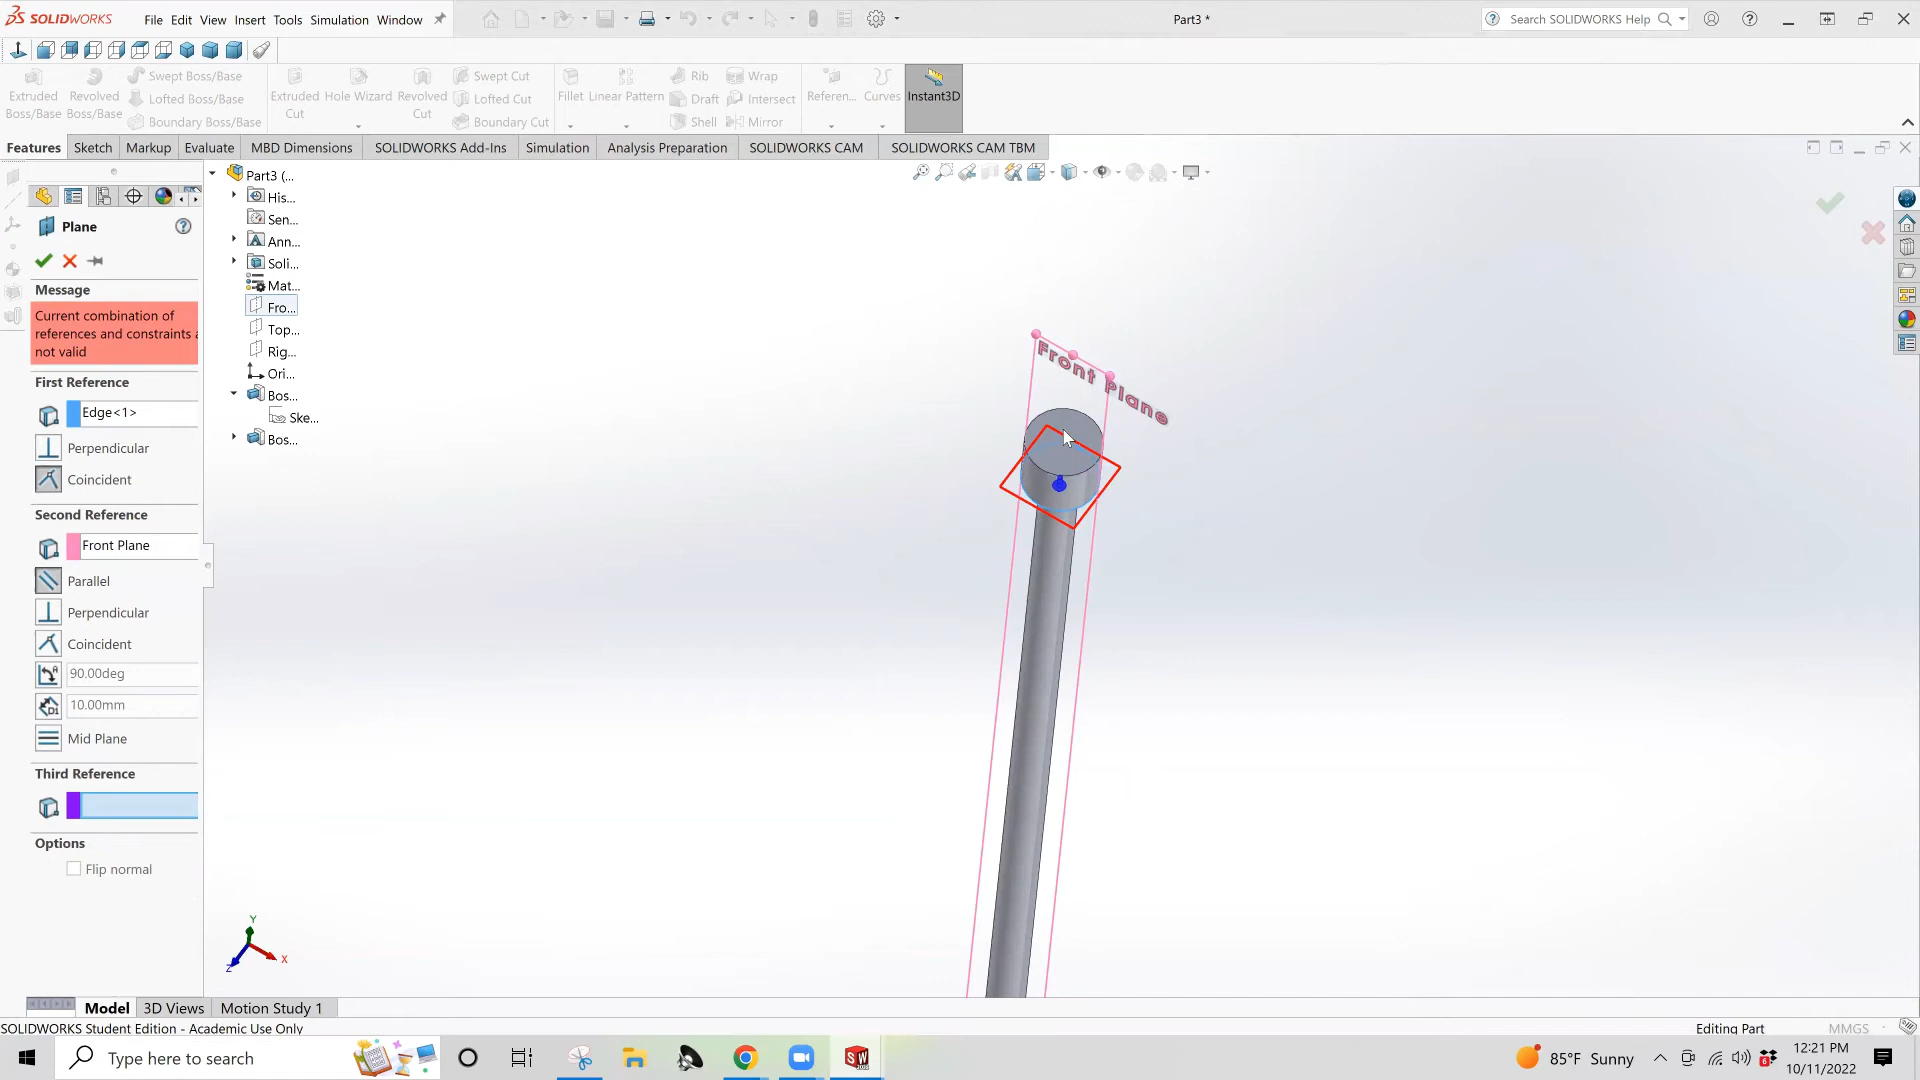 SOLIDWORKS
File Edit View Insert Tools Simulation Window
Part3 *
Search SOLIDWORKS Help
Extruded Boss/Base
Revolved Boss/Base
Swept Boss/Base
Lofted Boss/Base
Boundary Boss/Base
Extruded Cut
Hole Wizard
Revolved Cut
Swept Cut
Lofted Cut
Boundary Cut
Fillet
Linear Pattern
Rib
Draft
Shell
Wrap
Intersect
Mirror
Referen...
Curves
Instant3D
Features Sketch Markup Evaluate MBD Dimensions SOLIDWORKS Add-Ins Simulation Analysis Preparation SOLIDWORKS CAM SOLIDWORKS CAM TBM
Plane
Message
Current combination of
references and constraints a
not valid
First Reference
Edge<1>
Perpendicular
Coincident
Second Reference
Front Plane
Parallel
Perpendicular
Coincident
90.00deg
10.00mm
Mid Plane
Third Reference
Options
Flip normal
Part3 (...
His...
Sen...
Ann...
Soli...
Mat...
Fro...
Top...
Rig...
Ori...
Bos...
Ske...
Bos...
Front Plane
Y
X
Z
Model 3D Views Motion Study 1
SOLIDWORKS Student Edition - Academic Use Only
Editing Part
MMGS
Type here to search
85°F Sunny
12:21 PM
10/11/2022